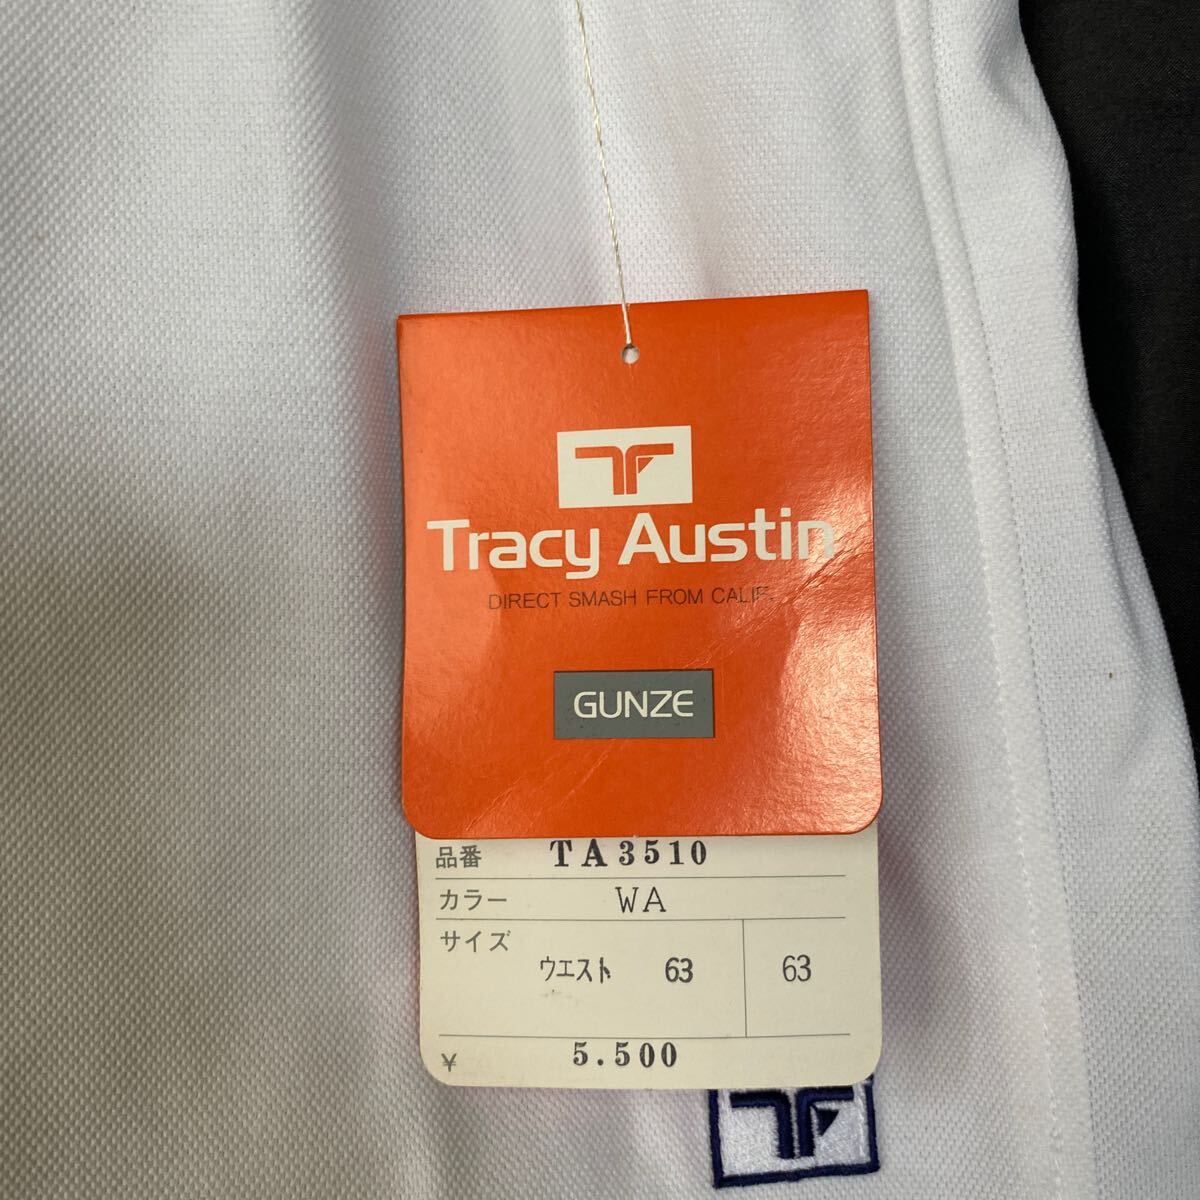 Tracy Austin
DIRECT SMASH FROM CALIF.
GUNZE
品番 TA3510
カラー WA
サイズ
ウエスト 63 63
¥ 5.500